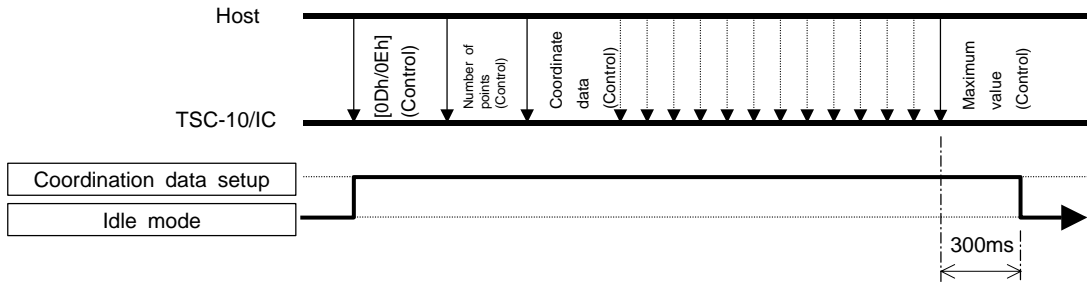 Host
[0Dh/0Eh]
(Control)
Number of
points
(Control)
Coordinate
data
(Control)
Maximum
value
(Control)
TSC-10/IC
Coordination data setup
Idle mode
300ms